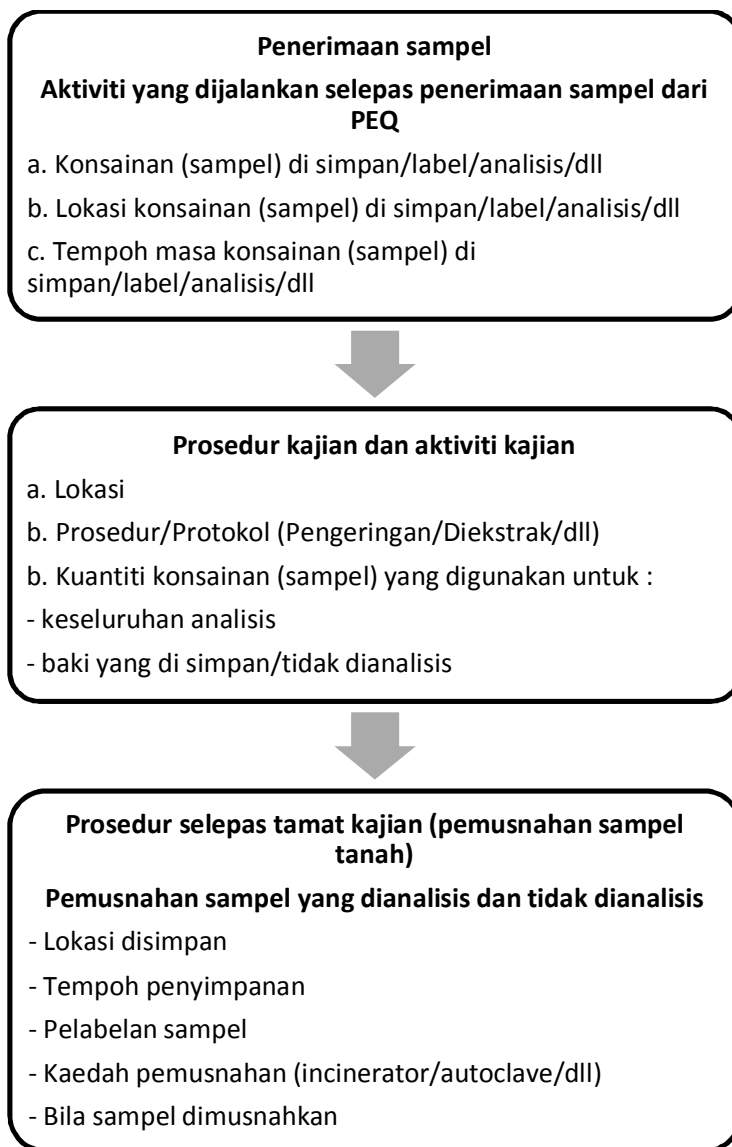 Penerimaan sampel
Aktiviti yang dijalankan selepas penerimaan sampel dari
PEQ
a. Konsainan (sampel) di simpan/label/analisis/dll
b. Lokasi konsainan (sampel) di simpan/label/analisis/dll
c. Tempoh masa konsainan (sampel) di
simpan/label/analisis/dll
Prosedur kajian dan aktiviti kajian
a. Lokasi
b. Prosedur/Protokol (Pengeringan/Diekstrak/dll)
b. Kuantiti konsainan (sampel) yang digunakan untuk :
- keseluruhan analisis
- baki yang di simpan/tidak dianalisis
Prosedur selepas tamat kajian (pemusnahan sampel
tanah)
Pemusnahan sampel yang dianalisis dan tidak dianalisis
- Lokasi disimpan
- Tempoh penyimpanan
- Pelabelan sampel
- Kaedah pemusnahan (incinerator/autoclave/dll)
- Bila sampel dimusnahkan